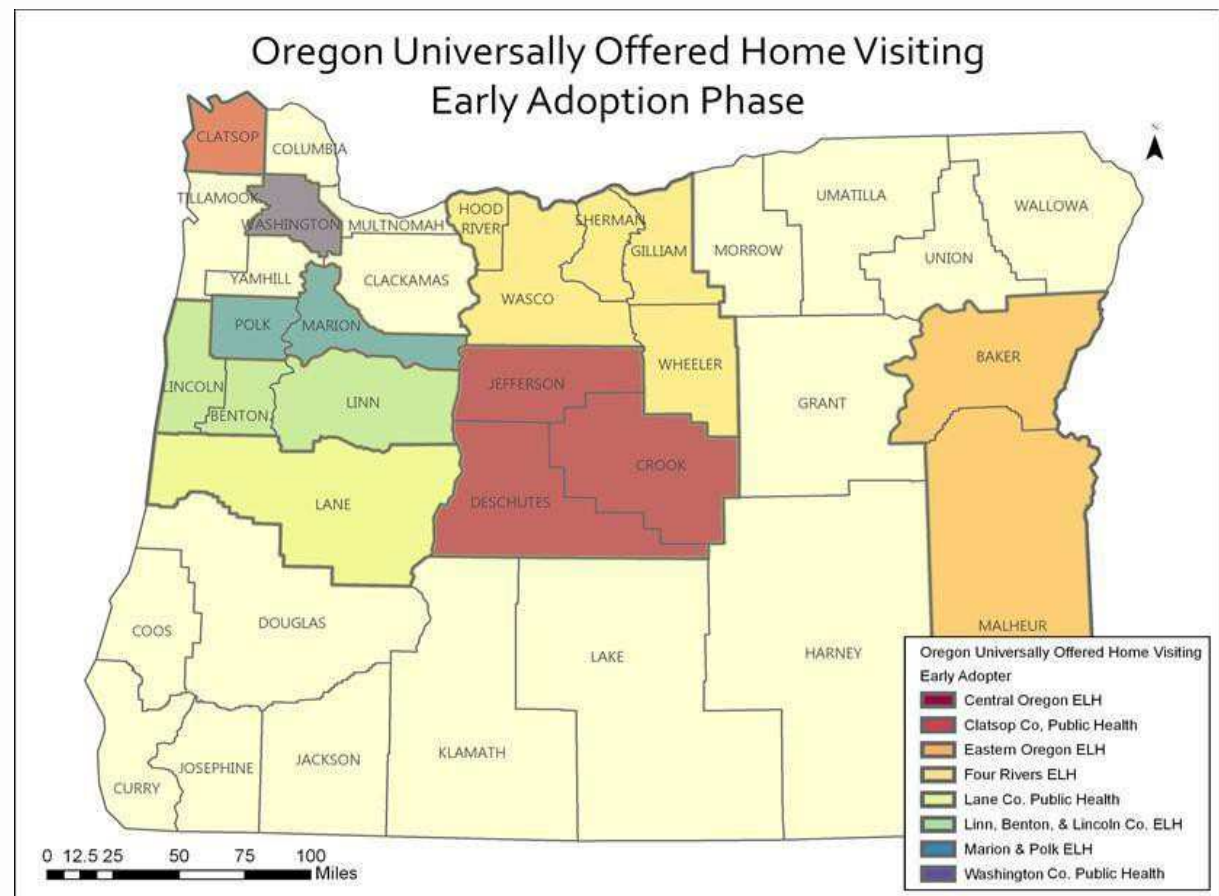 Oregon Universally Offered Home Visiting
Early Adoption Phase
CLATSOP
COLUMBIA
TILLAMOOK
WASHINGTON
MULTNOMAH
HOOD
RIVER
SHERMAN
GILLIAM
MORROW
UMATILLA
UNION
WALLOWA
YAMHILL
CLACKAMAS
WASCO
POLK
MARION
WHEELER
BAKER
JEFFERSON
GRANT
LINCOLN
BENTON
LINN
CROOK
LANE
DESCHUTES
COOS
DOUGLAS
LAKE
HARNEY
MALHEUR
CURRY
JOSEPHINE
JACKSON
KLAMATH
Oregon Universally Offered Home Visiting
Early Adopter
Central Oregon ELH
Clatsop Co, Public Health
Eastern Oregon ELH
Four Rivers ELH
Lane Co. Public Health
Linn, Benton, & Lincoln Co. ELH
Marion & Polk ELH
Washington Co. Public Health
0 12.5 25 50 75 100
Miles